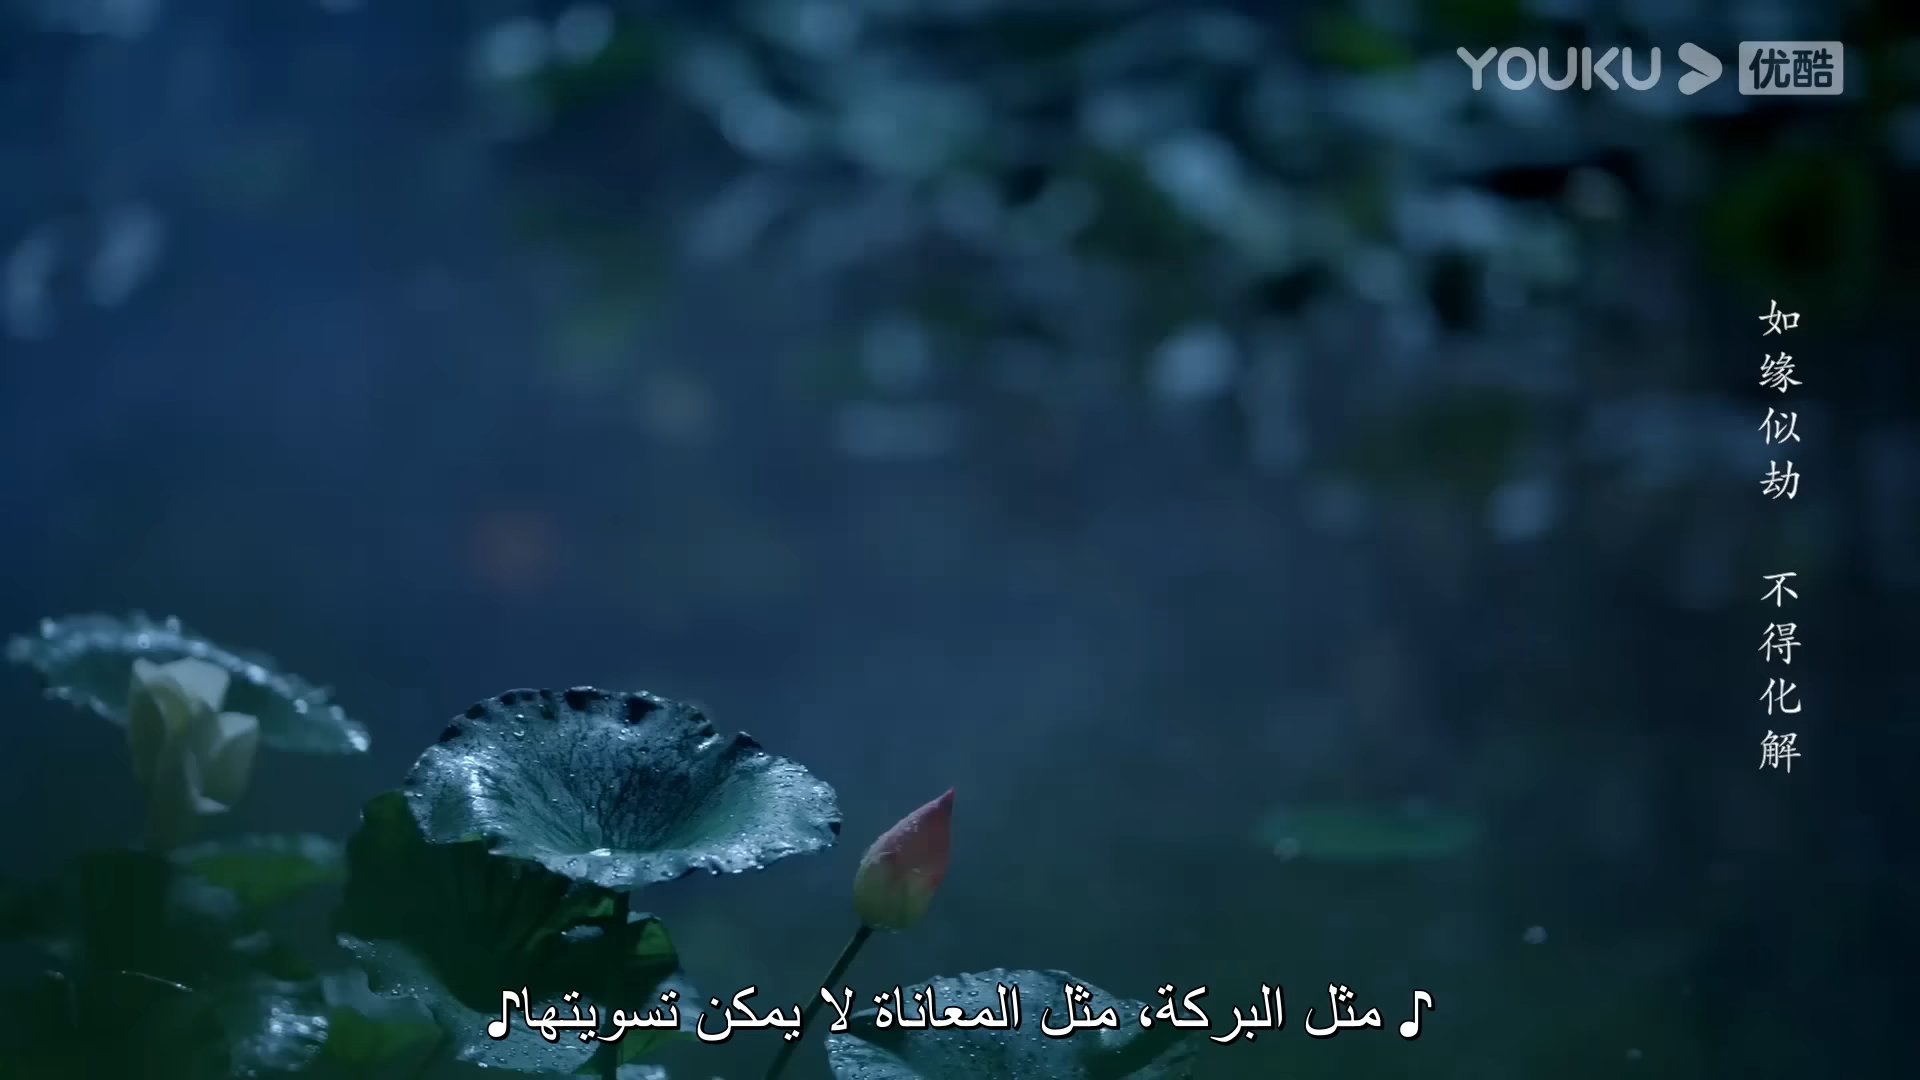 YOUKU 优酷
如缘似劫 不得化解
♪ مثل البركة، مثل المعاناة لا يمكن تسويتها♪